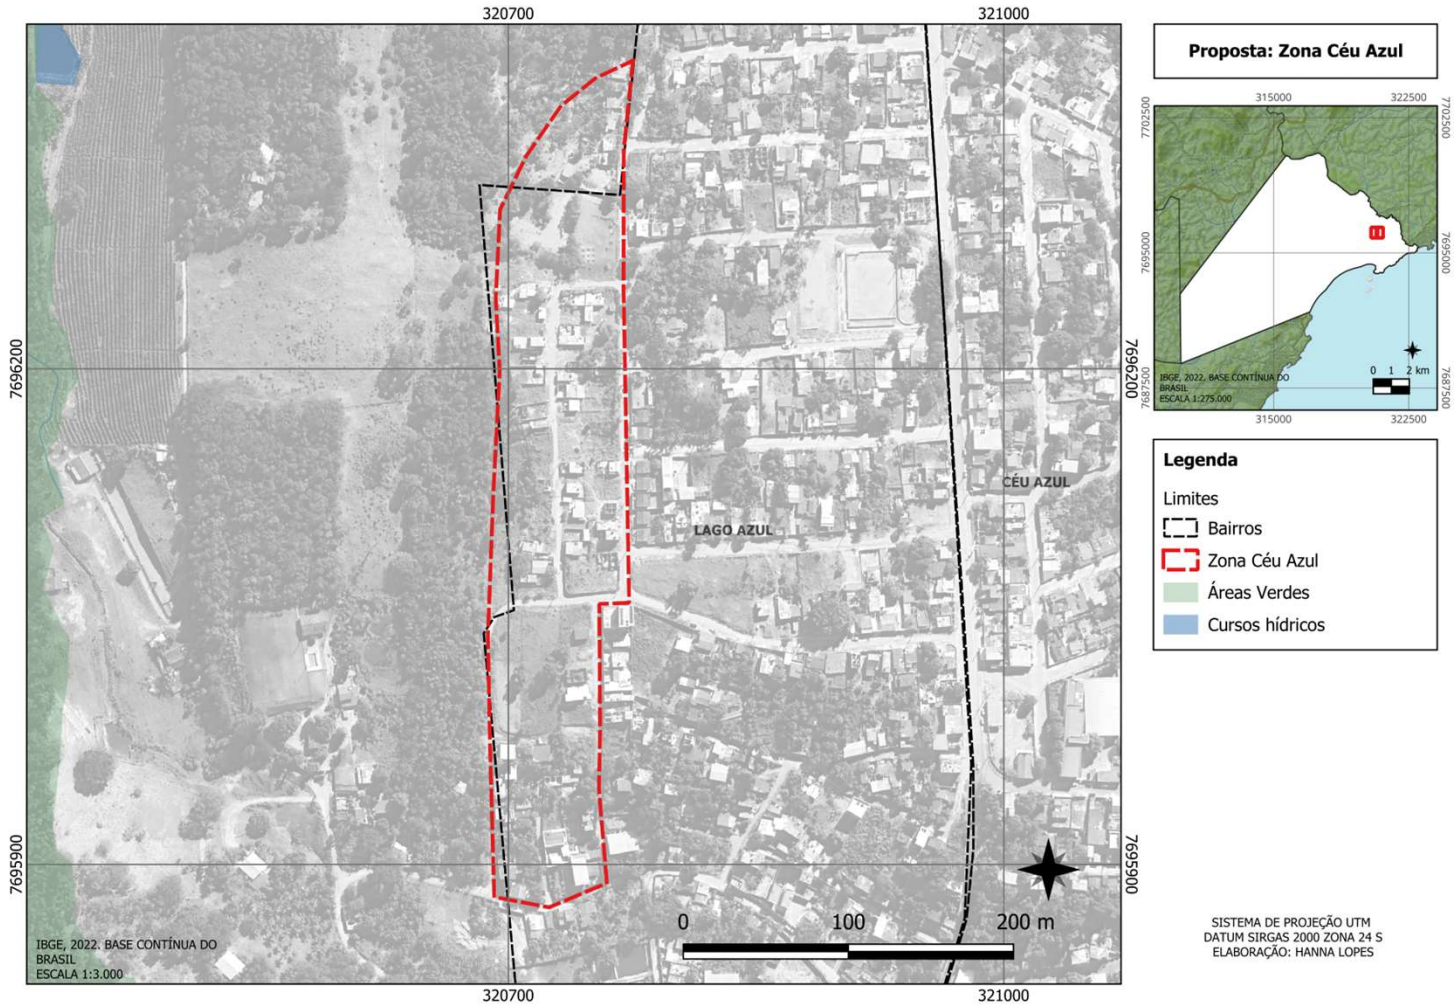 320700
321000
7696200
7695900
7696200
7695900
LAGO AZUL
CÉU AZUL
0 100 200 m
IBGE, 2022. BASE CONTÍNUA DO
BRASIL
ESCALA 1:3.000
320700
321000
Proposta: Zona Céu Azul
315000
322500
7702500
7695000
7687500
7702500
7695000
7687500
0 1 2 km
IBGE, 2022. BASE CONTÍNUA DO
BRASIL
ESCALA 1:275.000
315000
322500
Legenda
Limites
Bairros
Zona Céu Azul
Áreas Verdes
Cursos hídricos
SISTEMA DE PROJEÇÃO UTM
DATUM SIRGAS 2000 ZONA 24 S
ELABORAÇÃO: HANNA LOPES